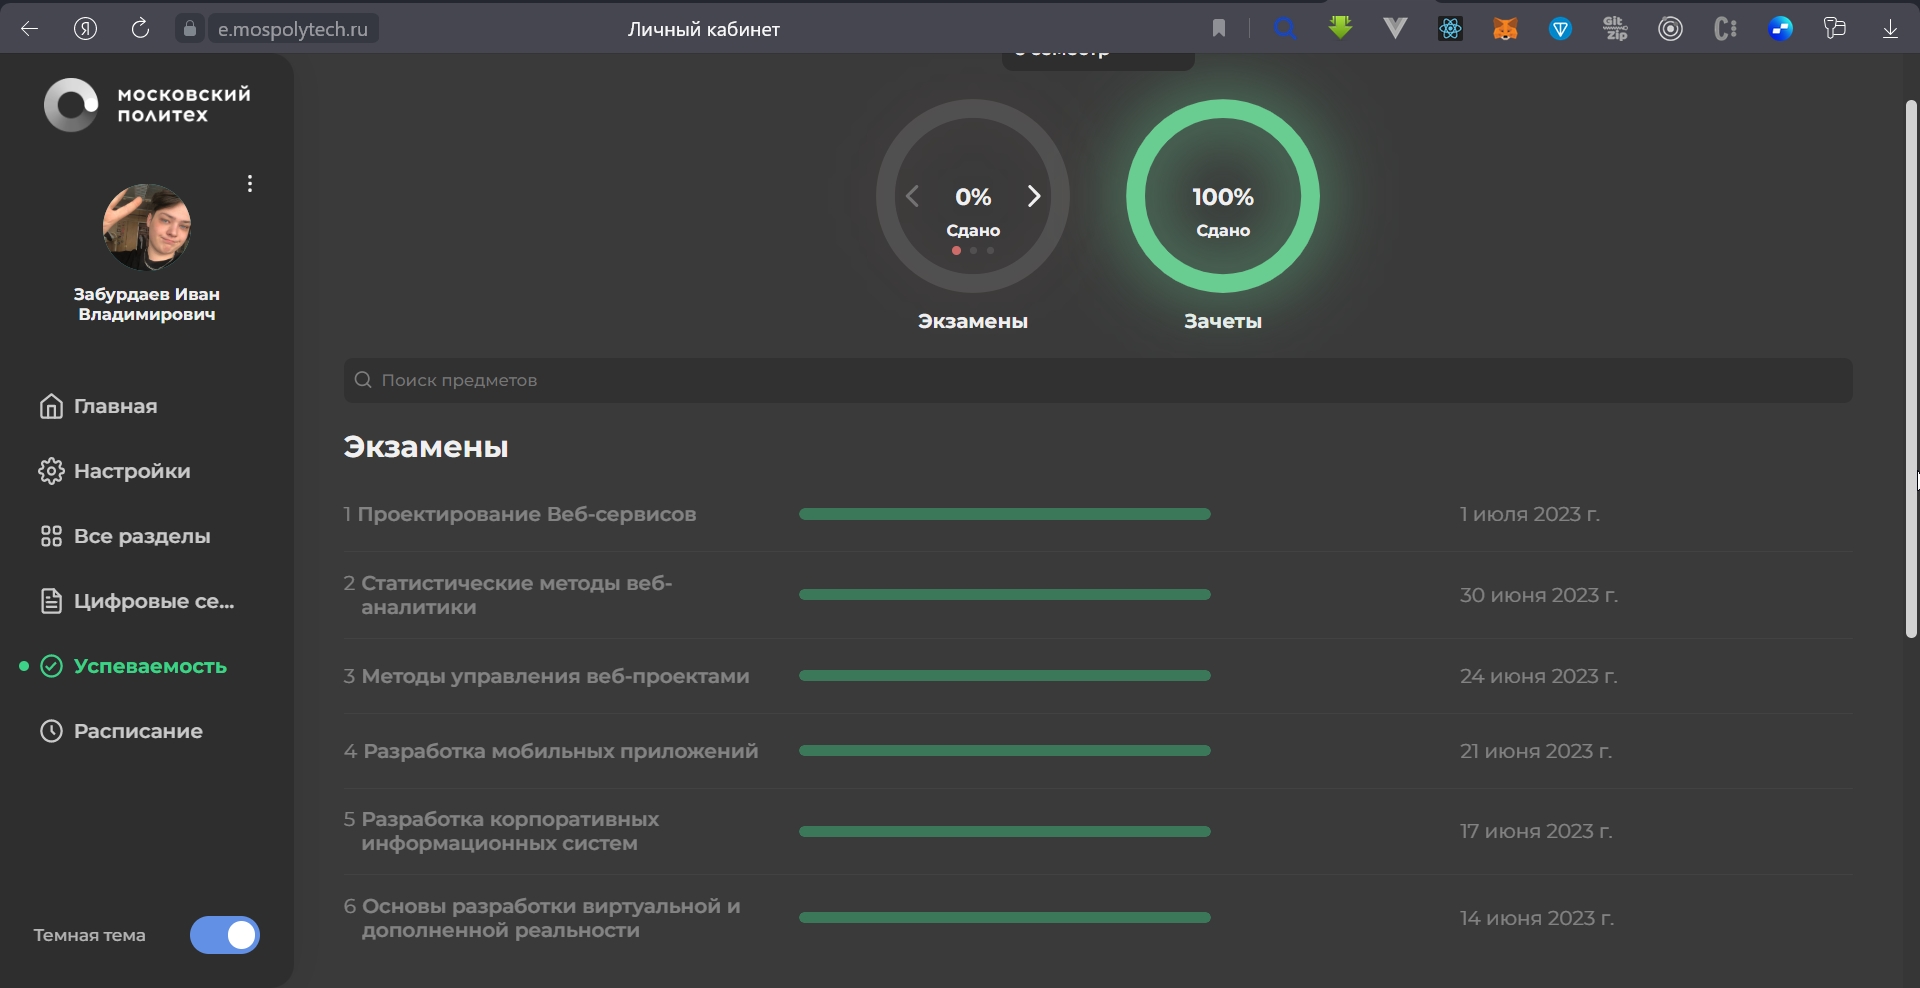 e.mospolytech.ru
Личный кабинет
Git
Zip
московский
политех
Забурдаев Иван
Владимирович
Главная
Настройки
Все разделы
Цифровые се...
Успеваемость
Расписание
Темная тема
0%
Сдано
Экзамены
100%
Сдано
Зачеты
Поиск предметов
Экзамены
1 Проектирование Веб-сервисов
1 июля 2023 г.
2 Статистические методы веб-
аналитики
30 июня 2023 г.
3 Методы управления веб-проектами
24 июня 2023 г.
4 Разработка мобильных приложений
21 июня 2023 г.
5 Разработка корпоративных
информационных систем
17 июня 2023 г.
6 Основы разработки виртуальной и
дополненной реальности
14 июня 2023 г.